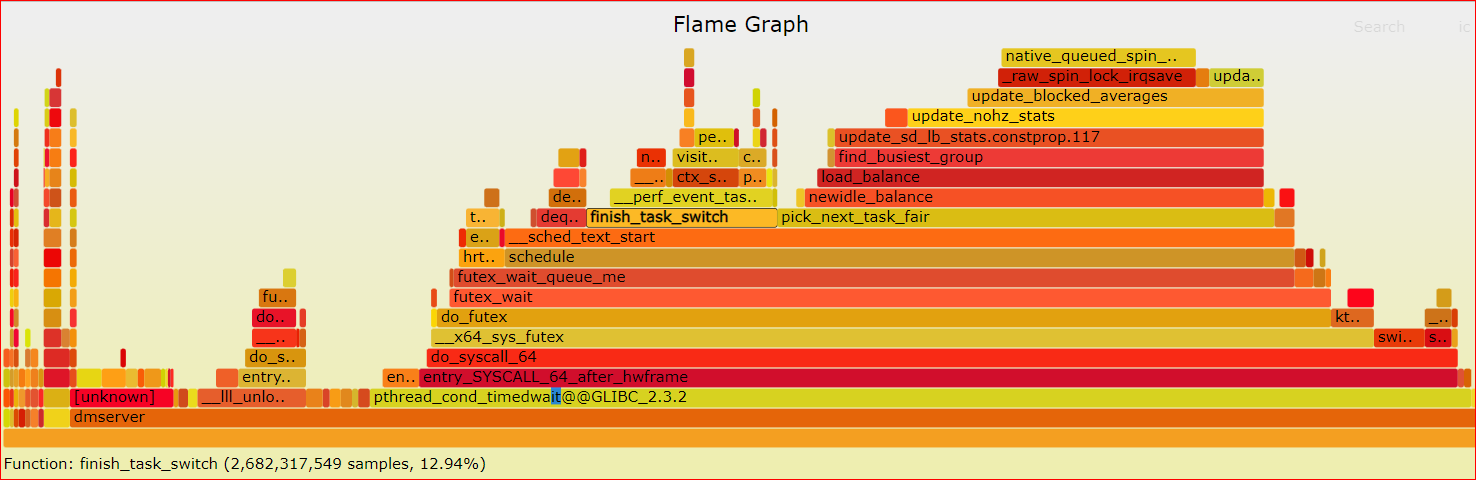 Flame Graph
Search ic
native_queued_spin_..
_raw_spin_lock_irqsave upda..
update_blocked_averages
update_nohz_stats
pe.. update_sd_lb_stats.constprop.117
n.. visit.. c.. find_busiest_group
__.. ctx_s.. p.. load_balance
de.. __perf_event_tas.. newidle_balance
t.. deq.. finish_task_switch pick_next_task_fair
e.. __sched_text_start
hrt.. schedule
futex_wait_queue_me
fu.. futex_wait
do.. do_futex kt.. _..
__.. __x64_sys_futex swi.. s..
do_s.. do_syscall_64
entry.. en.. entry_SYSCALL_64_after_hwframe
[unknown] __lll_unlo.. pthread_cond_timedwait@@GLIBC_2.3.2
dmserver
Function: finish_task_switch (2,682,317,549 samples, 12.94%)